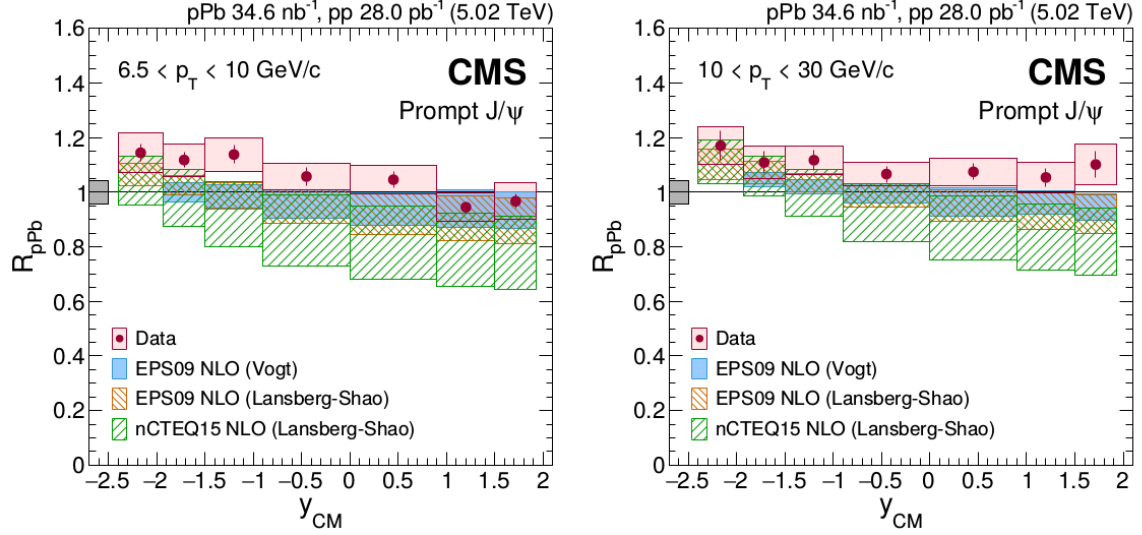 pPb 34.6 nb⁻¹, pp 28.0 pb⁻¹ (5.02 TeV)
6.5 < p_T < 10 GeV/c
CMS
Prompt J/ψ
R_pPb
1.6
1.4
1.2
1
0.8
0.6
0.4
0.2
0
Data
EPS09 NLO (Vogt)
EPS09 NLO (Lansberg-Shao)
nCTEQ15 NLO (Lansberg-Shao)
−2.5 −2 −1.5 −1 −0.5 0 0.5 1 1.5 2
y_CM
pPb 34.6 nb⁻¹, pp 28.0 pb⁻¹ (5.02 TeV)
10 < p_T < 30 GeV/c
CMS
Prompt J/ψ
R_pPb
1.6
1.4
1.2
1
0.8
0.6
0.4
0.2
0
Data
EPS09 NLO (Vogt)
EPS09 NLO (Lansberg-Shao)
nCTEQ15 NLO (Lansberg-Shao)
−2.5 −2 −1.5 −1 −0.5 0 0.5 1 1.5 2
y_CM